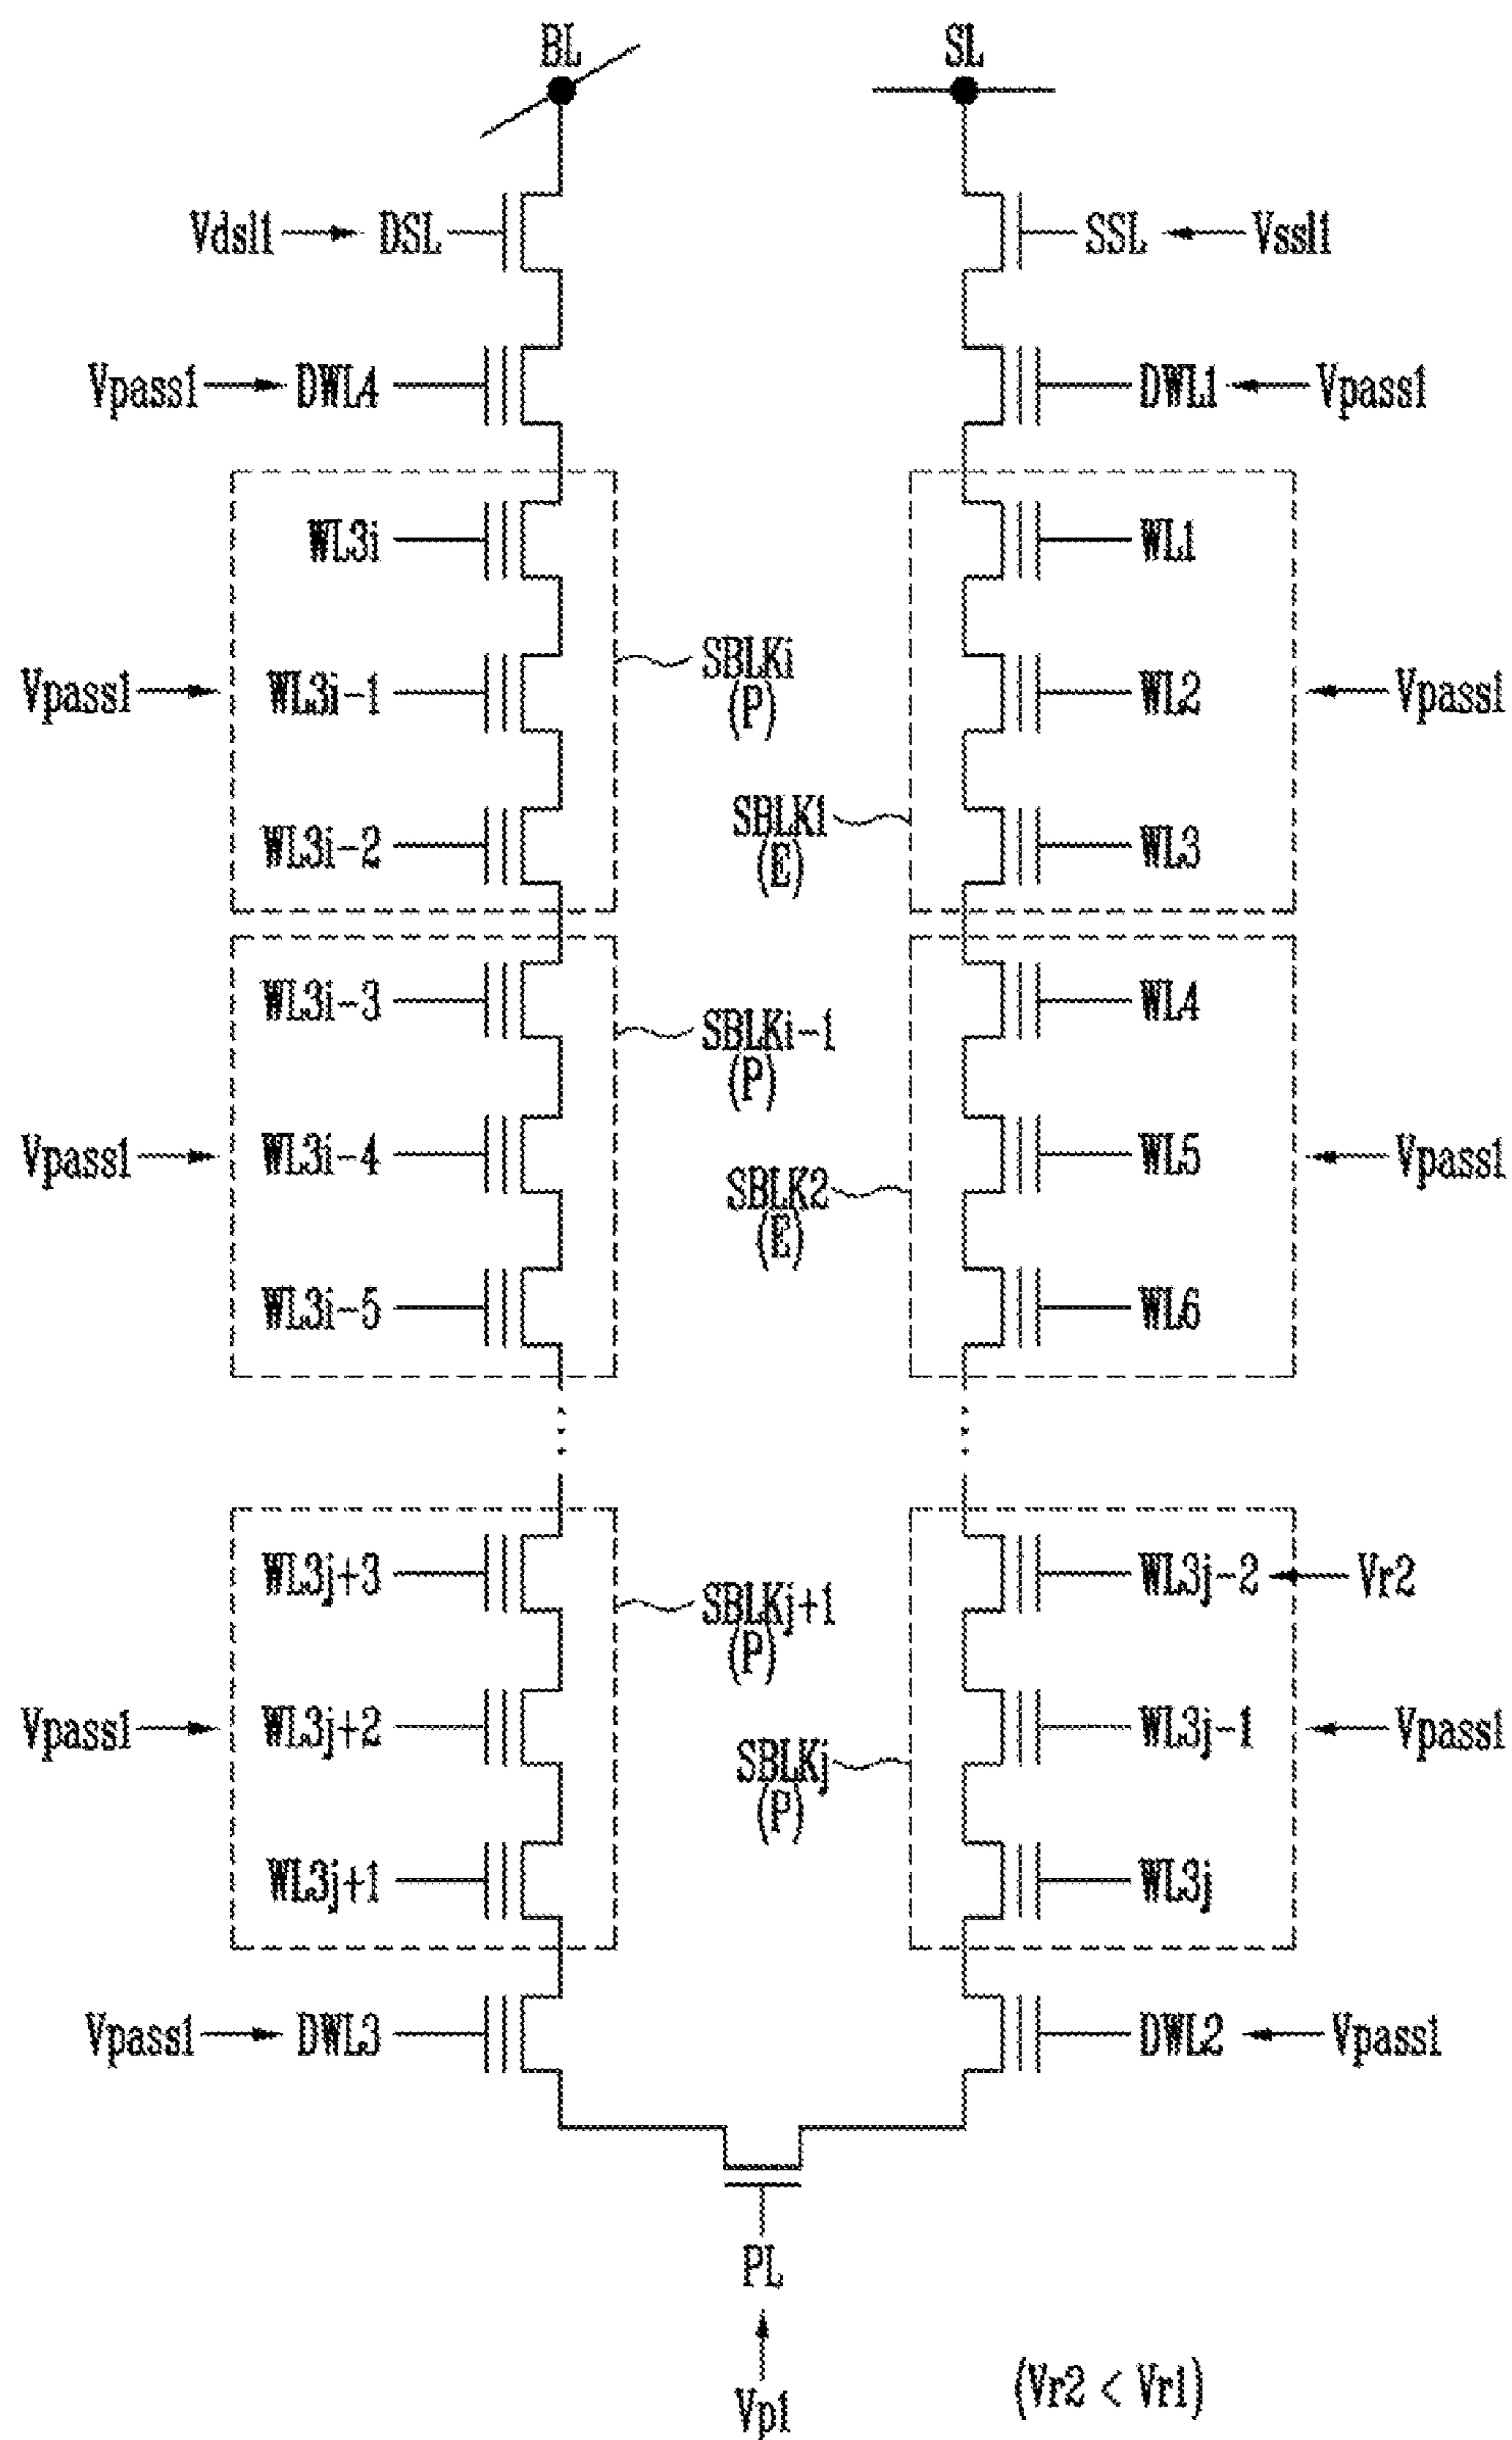 BL SL
Vdsl1 DSL SSL Vssl1
Vpass1 DWL4 DWL1 Vpass1
WL3i WL1
SBLKi
(P)
Vpass1 WL3i-1 WL2 Vpass1
SBLK1
(E)
WL3i-2 WL3
WL3i-3 WL4
SBLKi-1
(P)
Vpass1 WL3i-4 WL5 Vpass1
SBLK2
(E)
WL3i-5 WL6
WL3j+3 WL3j-2 Vr2
SBLKj+1
(P)
Vpass1 WL3j+2 WL3j-1 Vpass1
SBLKj
(P)
WL3j+1 WL3j
Vpass1 DWL3 DWL2 Vpass1
PL
Vp1
(Vr2 < Vr1)